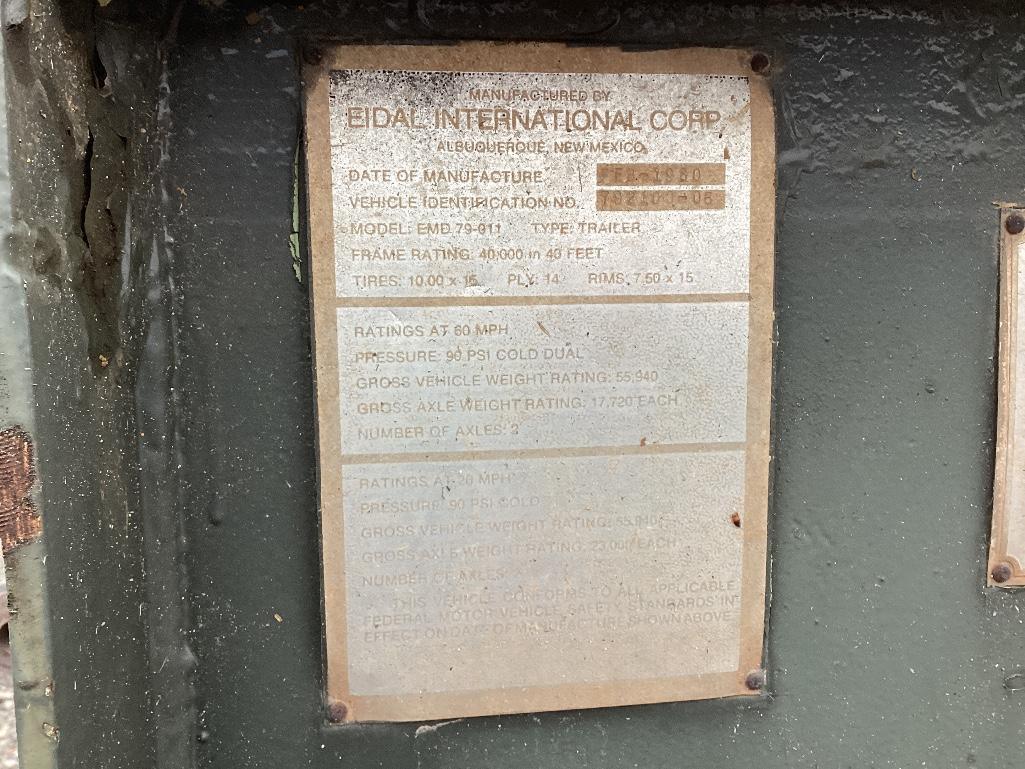 MANUFACTURED BY
EIDAL INTERNATIONAL CORP.
ALBUQUERQUE, NEW MEXICO
DATE OF MANUFACTURE 1980
VEHICLE IDENTIFICATION NO.
MODEL: EMD 79-011 TYPE: TRAILER
FRAME RATING: 40,000 in 40 FEET
TIRES: 10.00 x 15 PLY: 14 RIMS: 7.50 x 15
RATINGS AT 60 MPH
PRESSURE: 90 PSI COLD DUAL
GROSS VEHICLE WEIGHT RATING: 55,940
GROSS AXLE WEIGHT RATING: 17,720 EACH
NUMBER OF AXLES:
RATINGS AT 20 MPH
PRESSURE: 90 PSI COLD
GROSS VEHICLE WEIGHT RATING: 55,940
GROSS AXLE WEIGHT RATING: 23,000 EACH
NUMBER OF AXLES
THIS VEHICLE CONFORMS TO ALL APPLICABLE
FEDERAL MOTOR VEHICLE SAFETY STANDARDS IN
EFFECT ON DATE OF MANUFACTURE SHOWN ABOVE